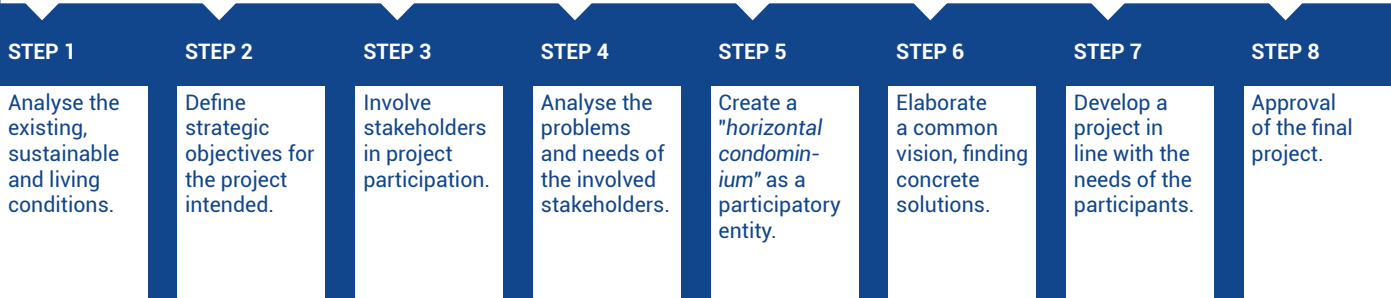 STEP 1
Analyse the
existing,
sustainable
and living
conditions.
STEP 2
Define
strategic
objectives for
the project
intended.
STEP 3
Involve
stakeholders
in project
participation.
STEP 4
Analyse the
problems
and needs of
the involved
stakeholders.
STEP 5
Create a
"horizontal
condomin-
ium" as a
participatory
entity.
STEP 6
Elaborate
a common
vision, finding
concrete
solutions.
STEP 7
Develop a
project in
line with the
needs of the
participants.
STEP 8
Approval
of the final
project.